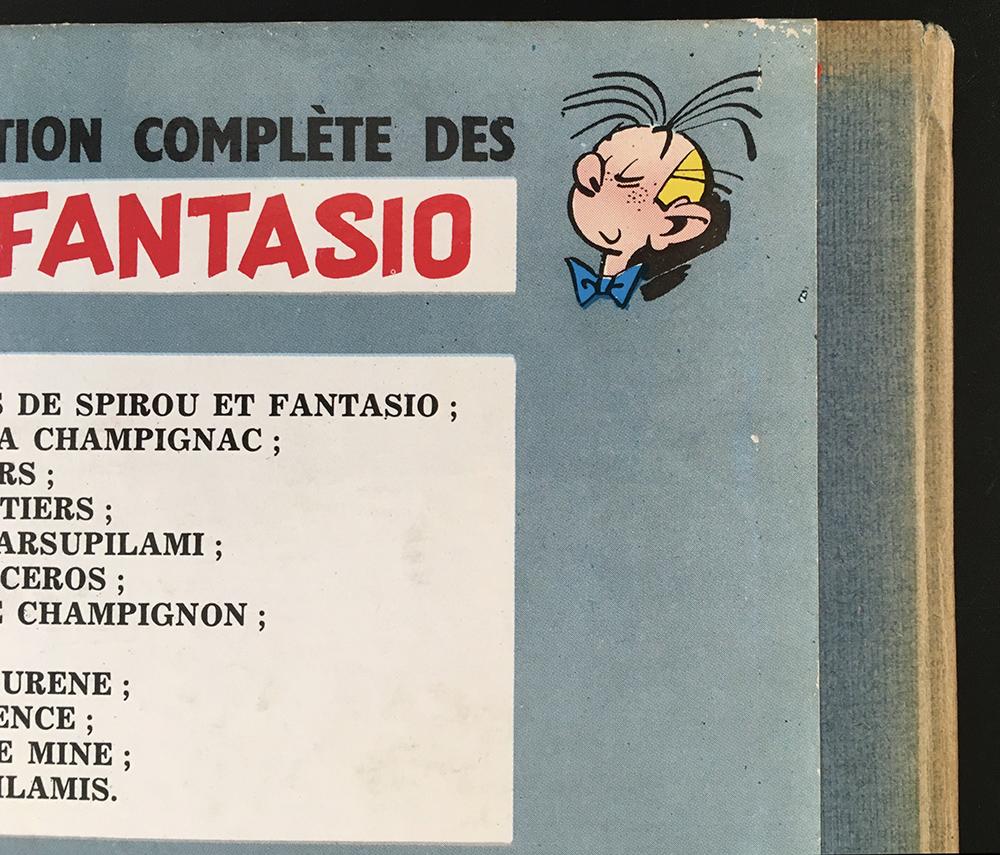 TION COMPLÈTE DES
FANTASIO
S DE SPIROU ET FANTASIO ;
A CHAMPIGNAC ;
RS ;
TIERS ;
ARSUPILAMI ;
CEROS ;
E CHAMPIGNON ;
URENE ;
ENCE ;
E MINE ;
ILAMIS.